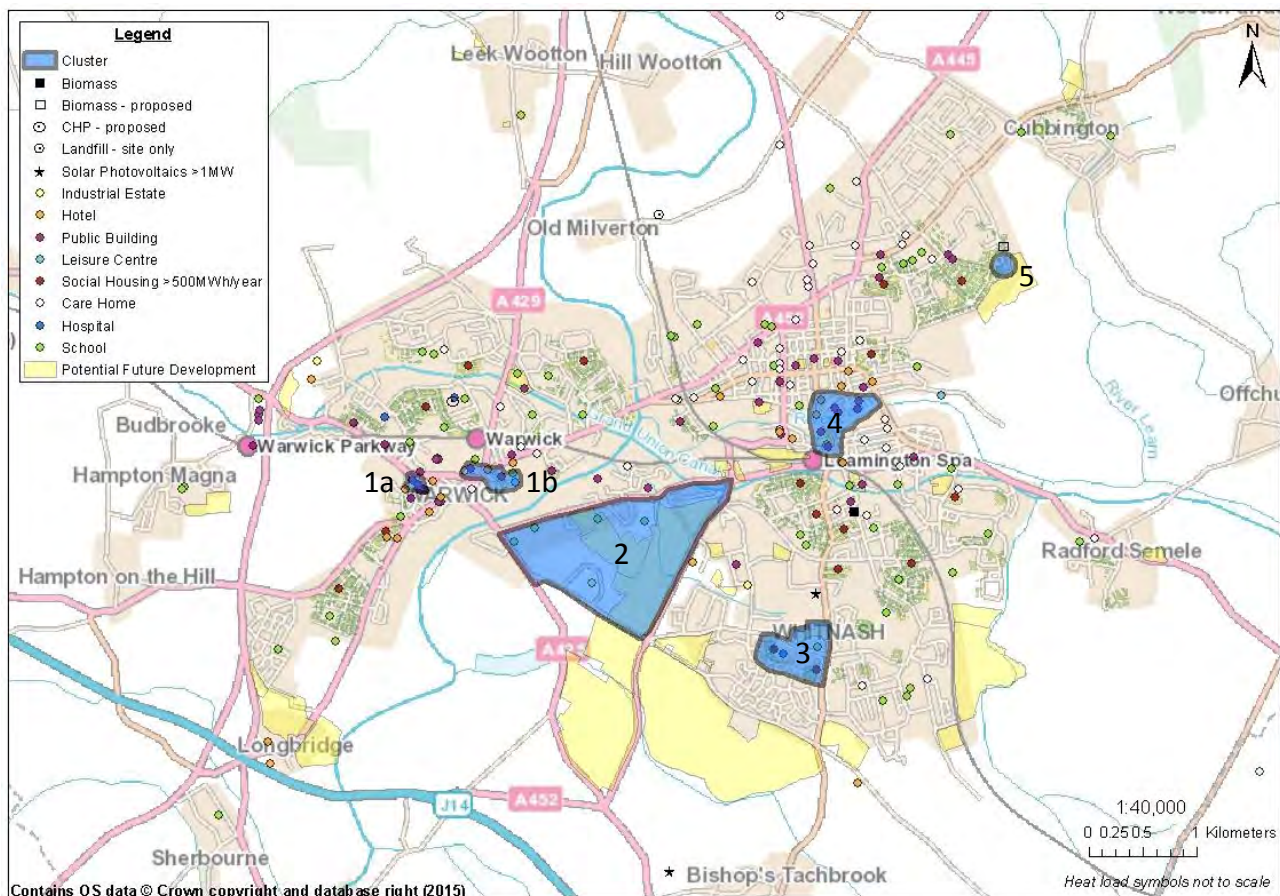 Legend
Cluster
Biomass
Biomass - proposed
CHP - proposed
Landfill - site only
Solar Photovoltaics >1MW
Industrial Estate
Hotel
Public Building
Leisure Centre
Social Housing >500MWh/year
Care Home
Hospital
School
Potential Future Development
N
Leek Wootton
Hill Wootton
A445
Cubbington
Old Milverton
A429
5
Offchu
River Leam
Budbrooke
Warwick Parkway
Warwick
Grand Union Canal
4
Leamington Spa
Hampton Magna
1a
WARWICK
1b
2
Radford Semele
Hampton on the Hill
WHITNASH
3
Longbridge
J14
A452
Sherbourne
Bishop's Tachbrook
1:40,000
0 0.25 0.5 1 Kilometers
Contains OS data © Crown copyright and database right (2015)
Heat load symbols not to scale